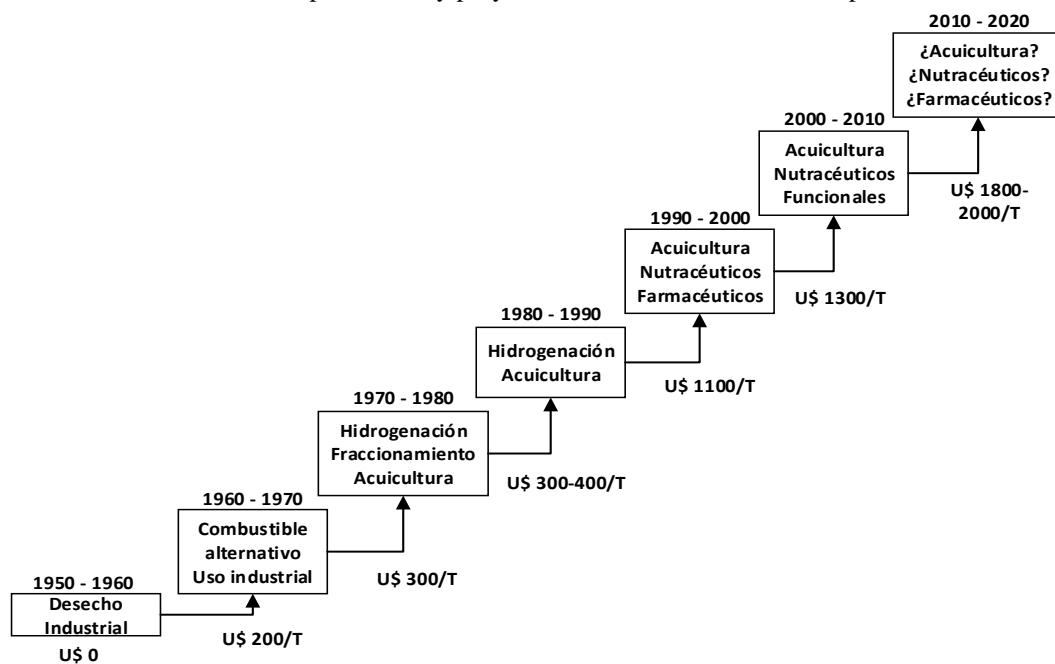 1950 - 1960
Desecho
Industrial
U$ 0
1960 - 1970
Combustible
alternativo
Uso industrial
U$ 200/T
1970 - 1980
Hidrogenación
Fraccionamiento
Acuicultura
U$ 300/T
1980 - 1990
Hidrogenación
Acuicultura
U$ 300-400/T
1990 - 2000
Acuicultura
Nutracéuticos
Farmacéuticos
U$ 1100/T
2000 - 2010
Acuicultura
Nutracéuticos
Funcionales
U$ 1300/T
2010 - 2020
¿Acuicultura?
¿Nutracéuticos?
¿Farmacéuticos?
U$ 1800-
2000/T